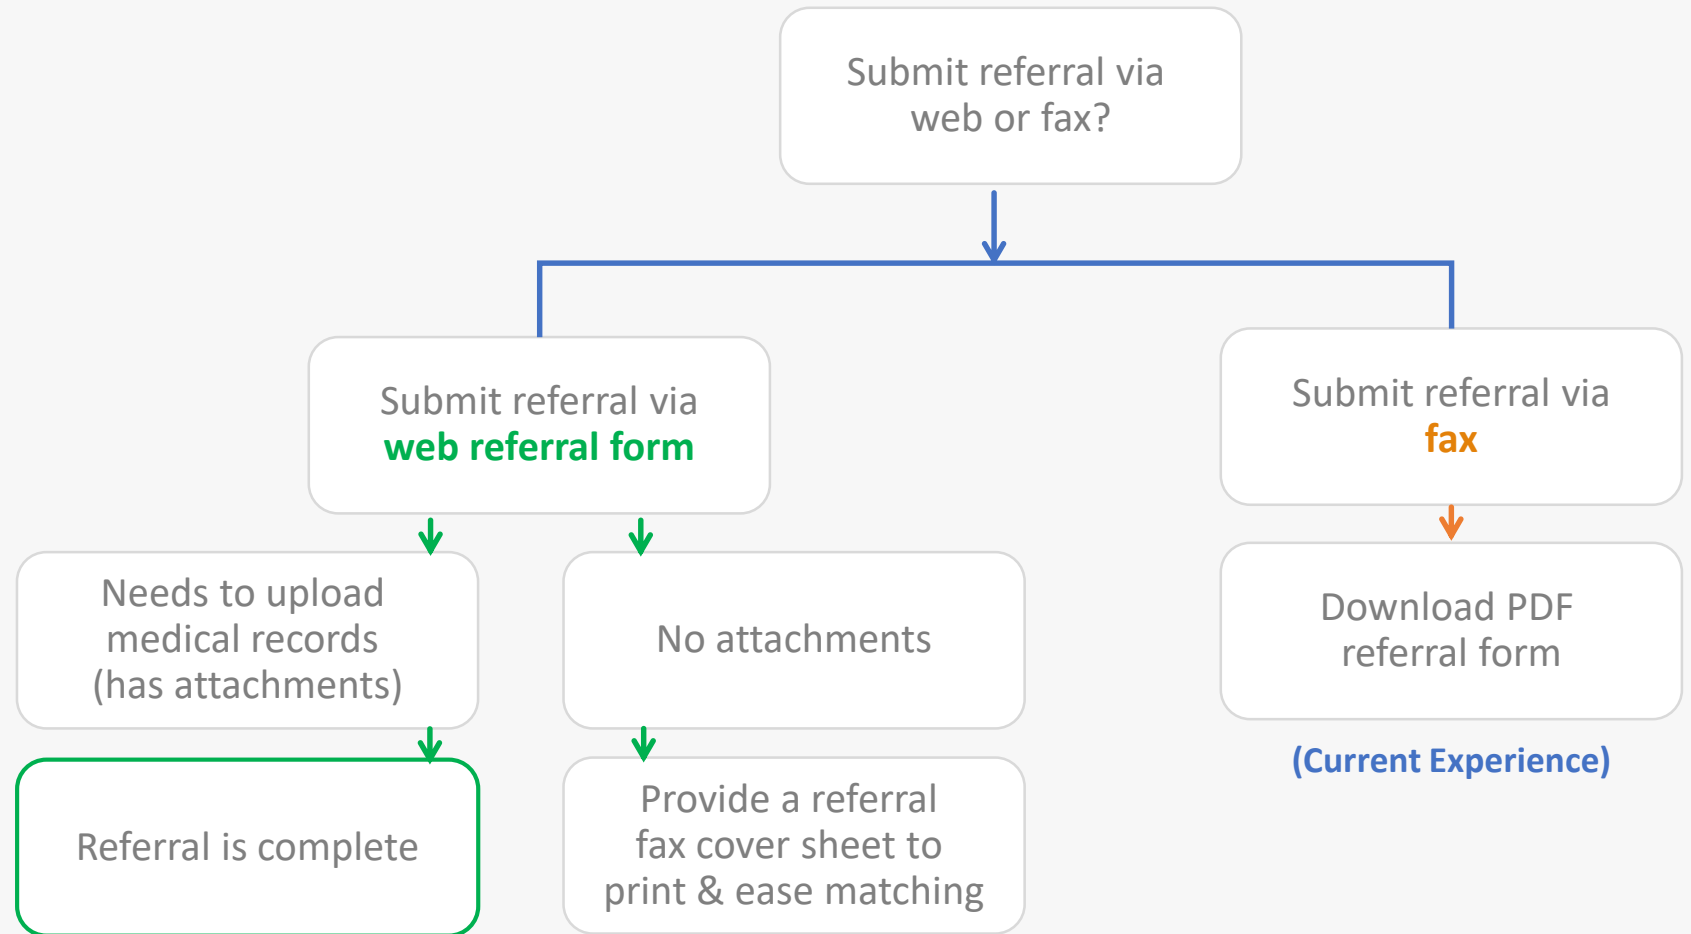 Submit referral via
web or fax?
Submit referral via
web referral form
Submit referral via
fax
Needs to upload
medical records
(has attachments)
No attachments
Download PDF
referral form
(Current Experience)
Referral is complete
Provide a referral
fax cover sheet to
print & ease matching